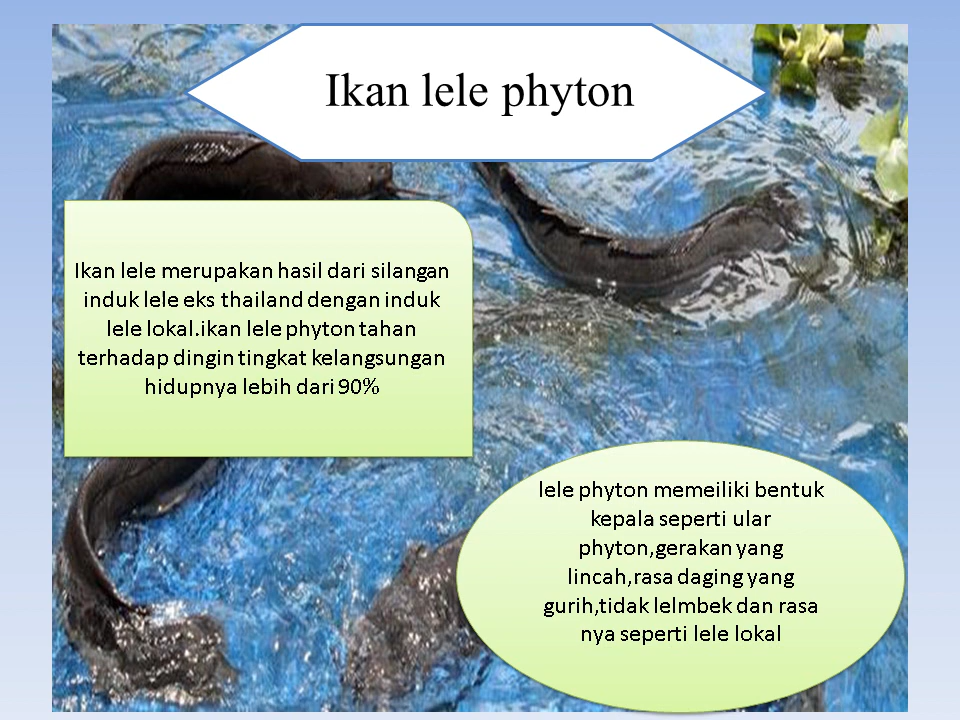 Ikan lele phyton
Ikan lele merupakan hasil dari silangan
induk lele eks thailand dengan induk
lele lokal.ikan lele phyton tahan
terhadap dingin tingkat kelangsungan
hidupnya lebih dari 90%
lele phyton memeiliki bentuk
kepala seperti ular
phyton,gerakan yang
lincah,rasa daging yang
gurih,tidak lelmbek dan rasa
nya seperti lele lokal